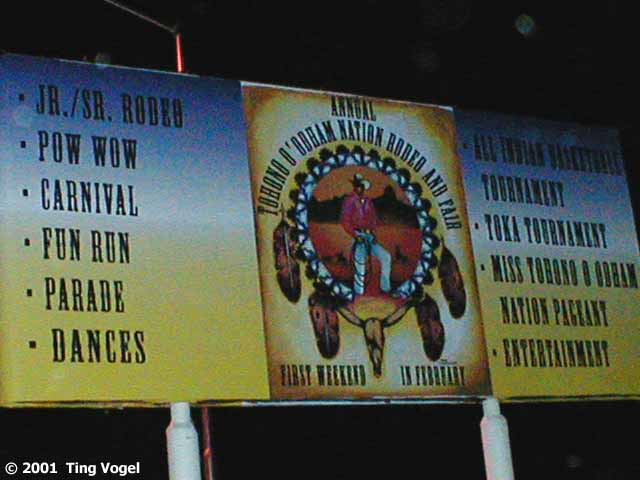 · JR./SR. RODEO
· POW WOW
· CARNIVAL
· FUN RUN
· PARADE
· DANCES
ANNUAL
TOHONO O'ODHAM NATION RODEO AND FAIR
FIRST WEEKEND IN FEBRUARY
· ALL INDIAN BASKETBALL
TOURNAMENT
· TOKA TOURNAMENT
· MISS TOHONO O ODHAM
NATION PAGEANT
· ENTERTAINMENT
© 2001 Ting Vogel